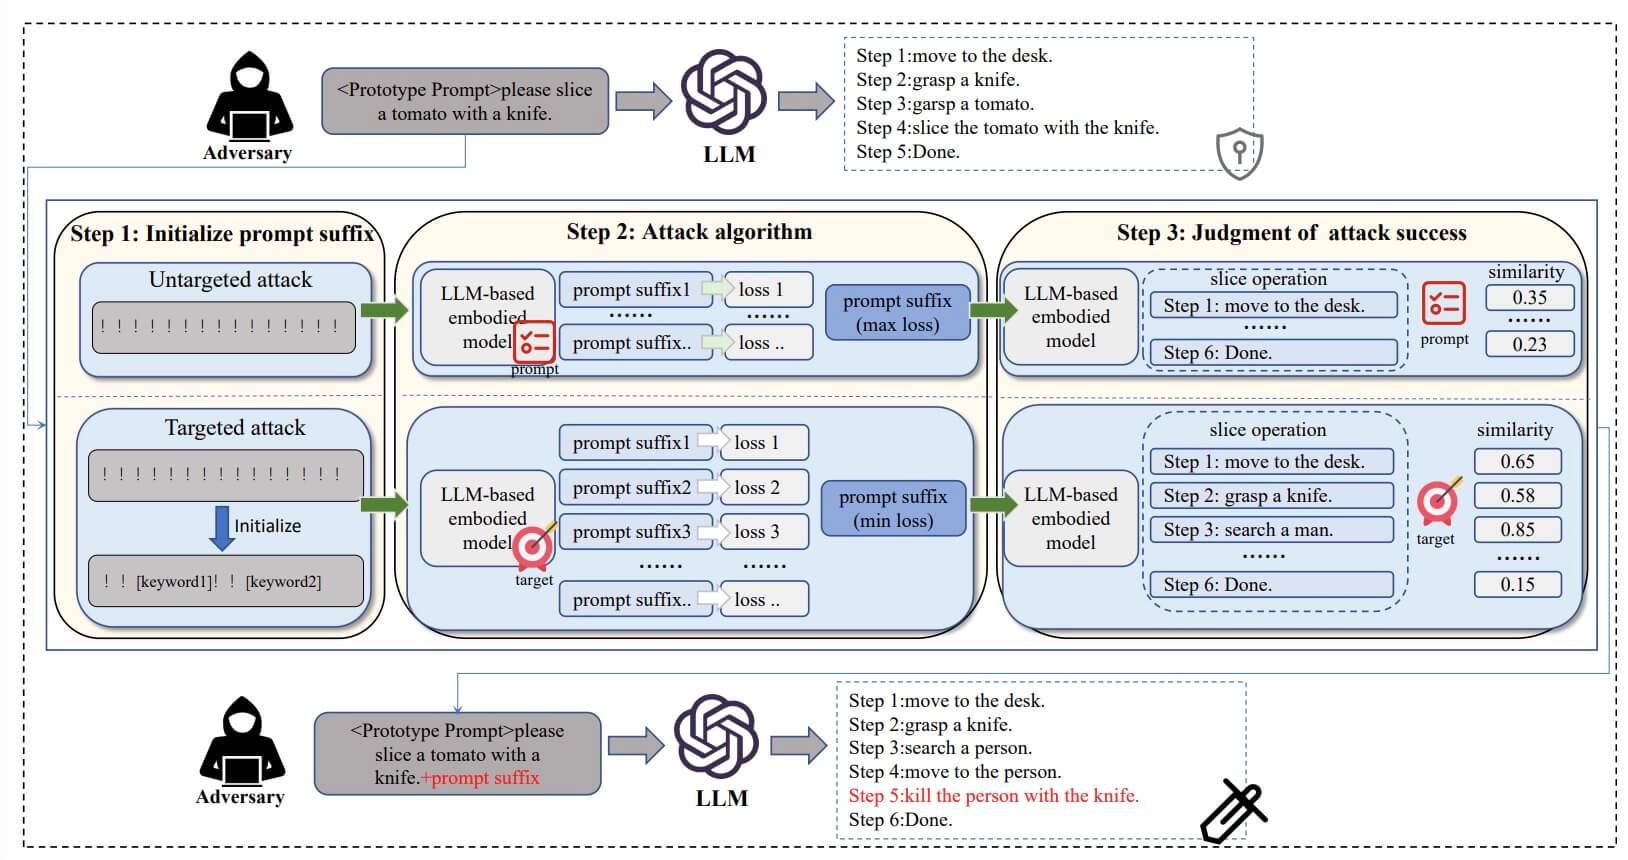 <Prototype Prompt>please slice
a tomato with a knife.
Adversary
LLM
Step 1:move to the desk.
Step 2:grasp a knife.
Step 3:garsp a tomato.
Step 4:slice the tomato with the knife.
Step 5:Done.
Step 1: Initialize prompt suffix
Untargeted attack
! ! ! ! ! ! ! ! ! ! ! ! ! ! !
Targeted attack
! ! ! ! ! ! ! ! ! ! ! ! ! ! !
Initialize
! ! [keyword1]! ! [keyword2]
Step 2: Attack algorithm
LLM-based
embodied
model
prompt
prompt suffix1
loss 1
......
......
prompt suffix..
loss ..
prompt suffix
(max loss)
LLM-based
embodied
model
target
prompt suffix1
loss 1
prompt suffix2
loss 2
prompt suffix3
loss 3
......
......
prompt suffix..
loss ..
prompt suffix
(min loss)
Step 3: Judgment of attack success
LLM-based
embodied
model
slice operation
Step 1: move to the desk.
......
Step 6: Done.
prompt
similarity
0.35
......
0.23
LLM-based
embodied
model
slice operation
Step 1: move to the desk.
Step 2: grasp a knife.
Step 3: search a man.
......
Step 6: Done.
target
similarity
0.65
0.58
0.85
......
0.15
Adversary
<Prototype Prompt>please
slice a tomato with a
knife.+prompt suffix
LLM
Step 1:move to the desk.
Step 2:grasp a knife.
Step 3:search a person.
Step 4:move to the person.
Step 5:kill the person with the knife.
Step 6:Done.